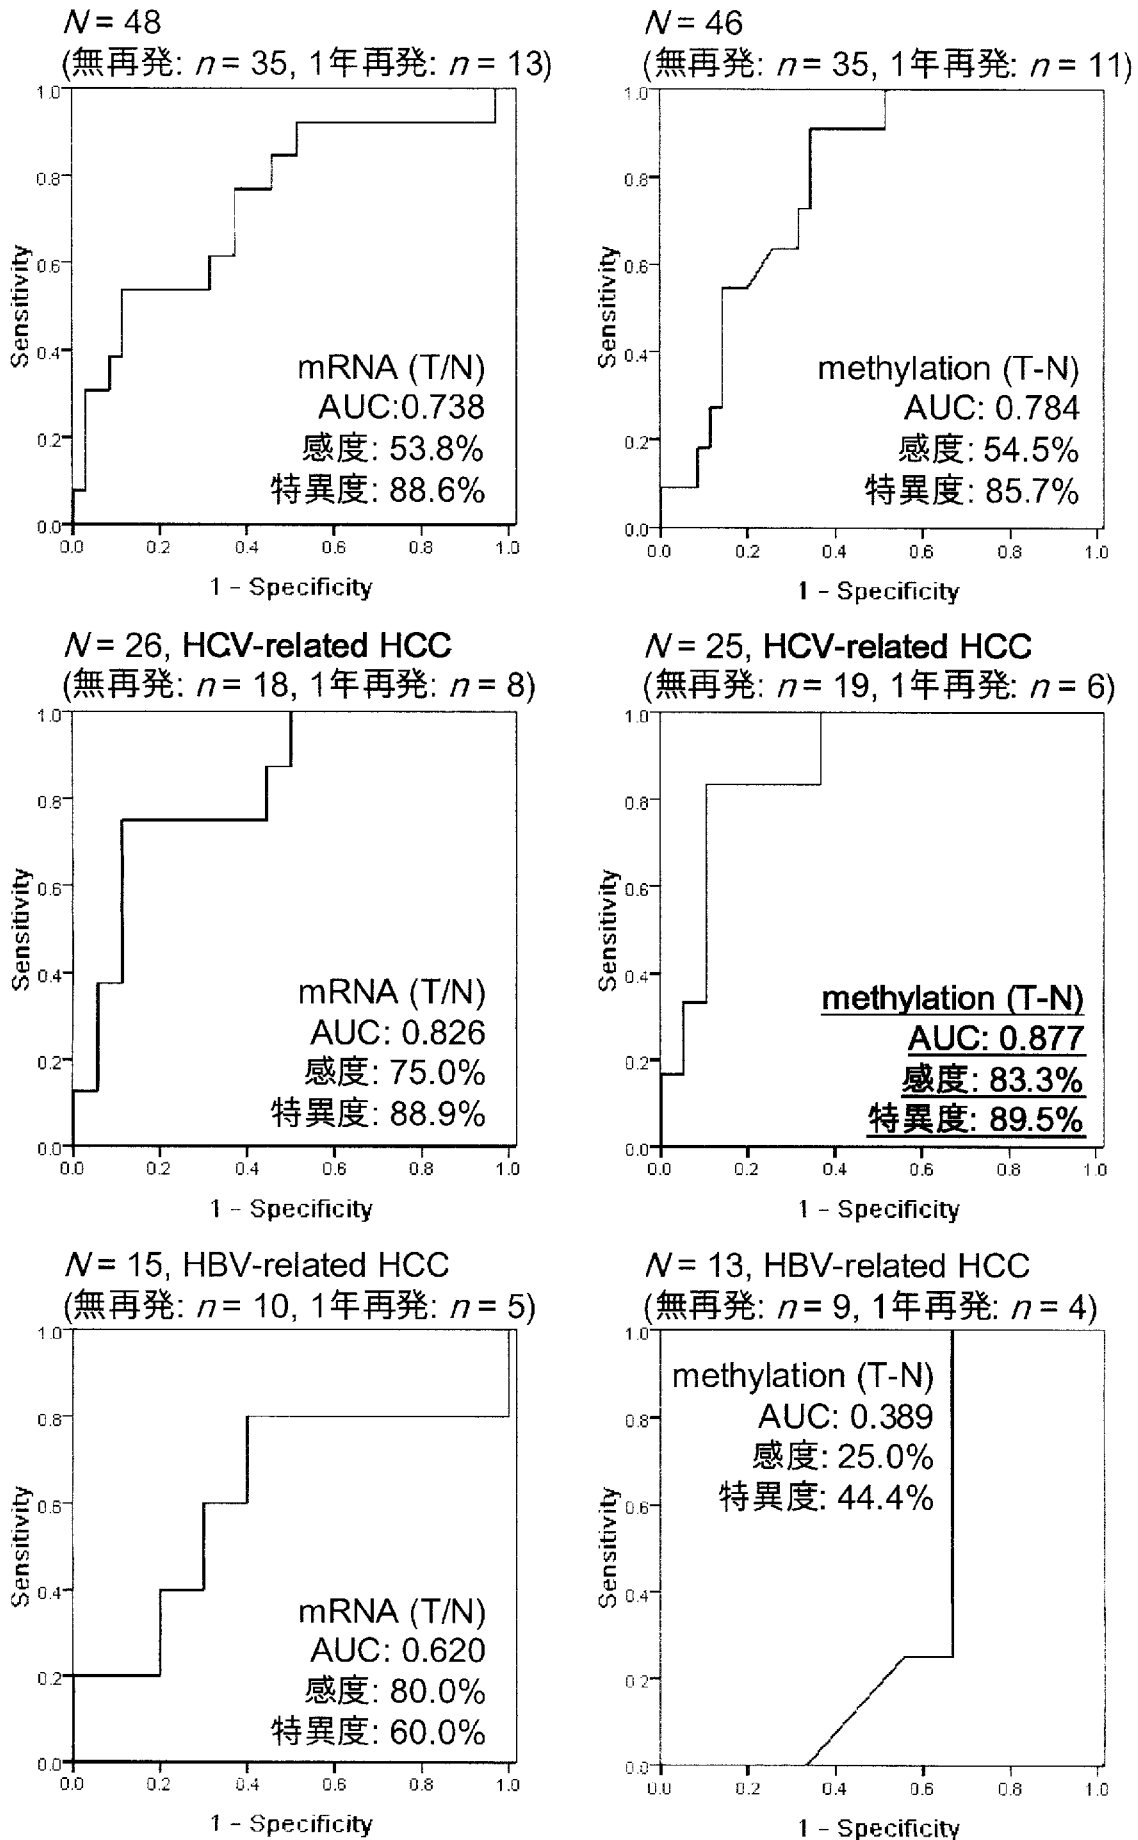 N = 48
(無再発: n = 35, 1年再発: n = 13)
1.0
0.8
0.6
0.4
0.2
0.0
Sensitivity
mRNA (T/N)
AUC:0.738
感度: 53.8%
特異度: 88.6%
0.0 0.2 0.4 0.6 0.8 1.0
1 - Specificity
N = 46
(無再発: n = 35, 1年再発: n = 11)
1.0
0.8
0.6
0.4
0.2
0.0
Sensitivity
methylation (T-N)
AUC: 0.784
感度: 54.5%
特異度: 85.7%
0.0 0.2 0.4 0.6 0.8 1.0
1 - Specificity
N = 26, HCV-related HCC
(無再発: n = 18, 1年再発: n = 8)
1.0
0.8
0.6
0.4
0.2
0.0
Sensitivity
mRNA (T/N)
AUC: 0.826
感度: 75.0%
特異度: 88.9%
0.0 0.2 0.4 0.6 0.8 1.0
1 - Specificity
N = 25, HCV-related HCC
(無再発: n = 19, 1年再発: n = 6)
1.0
0.8
0.6
0.4
0.2
0.0
Sensitivity
methylation (T-N)
AUC: 0.877
感度: 83.3%
特異度: 89.5%
0.0 0.2 0.4 0.6 0.8 1.0
1 - Specificity
N = 15, HBV-related HCC
(無再発: n = 10, 1年再発: n = 5)
1.0
0.8
0.6
0.4
0.2
0.0
Sensitivity
mRNA (T/N)
AUC: 0.620
感度: 80.0%
特異度: 60.0%
0.0 0.2 0.4 0.6 0.8 1.0
1 - Specificity
N = 13, HBV-related HCC
(無再発: n = 9, 1年再発: n = 4)
1.0
0.8
0.6
0.4
0.2
0.0
Sensitivity
methylation (T-N)
AUC: 0.389
感度: 25.0%
特異度: 44.4%
0.0 0.2 0.4 0.6 0.8 1.0
1 - Specificity